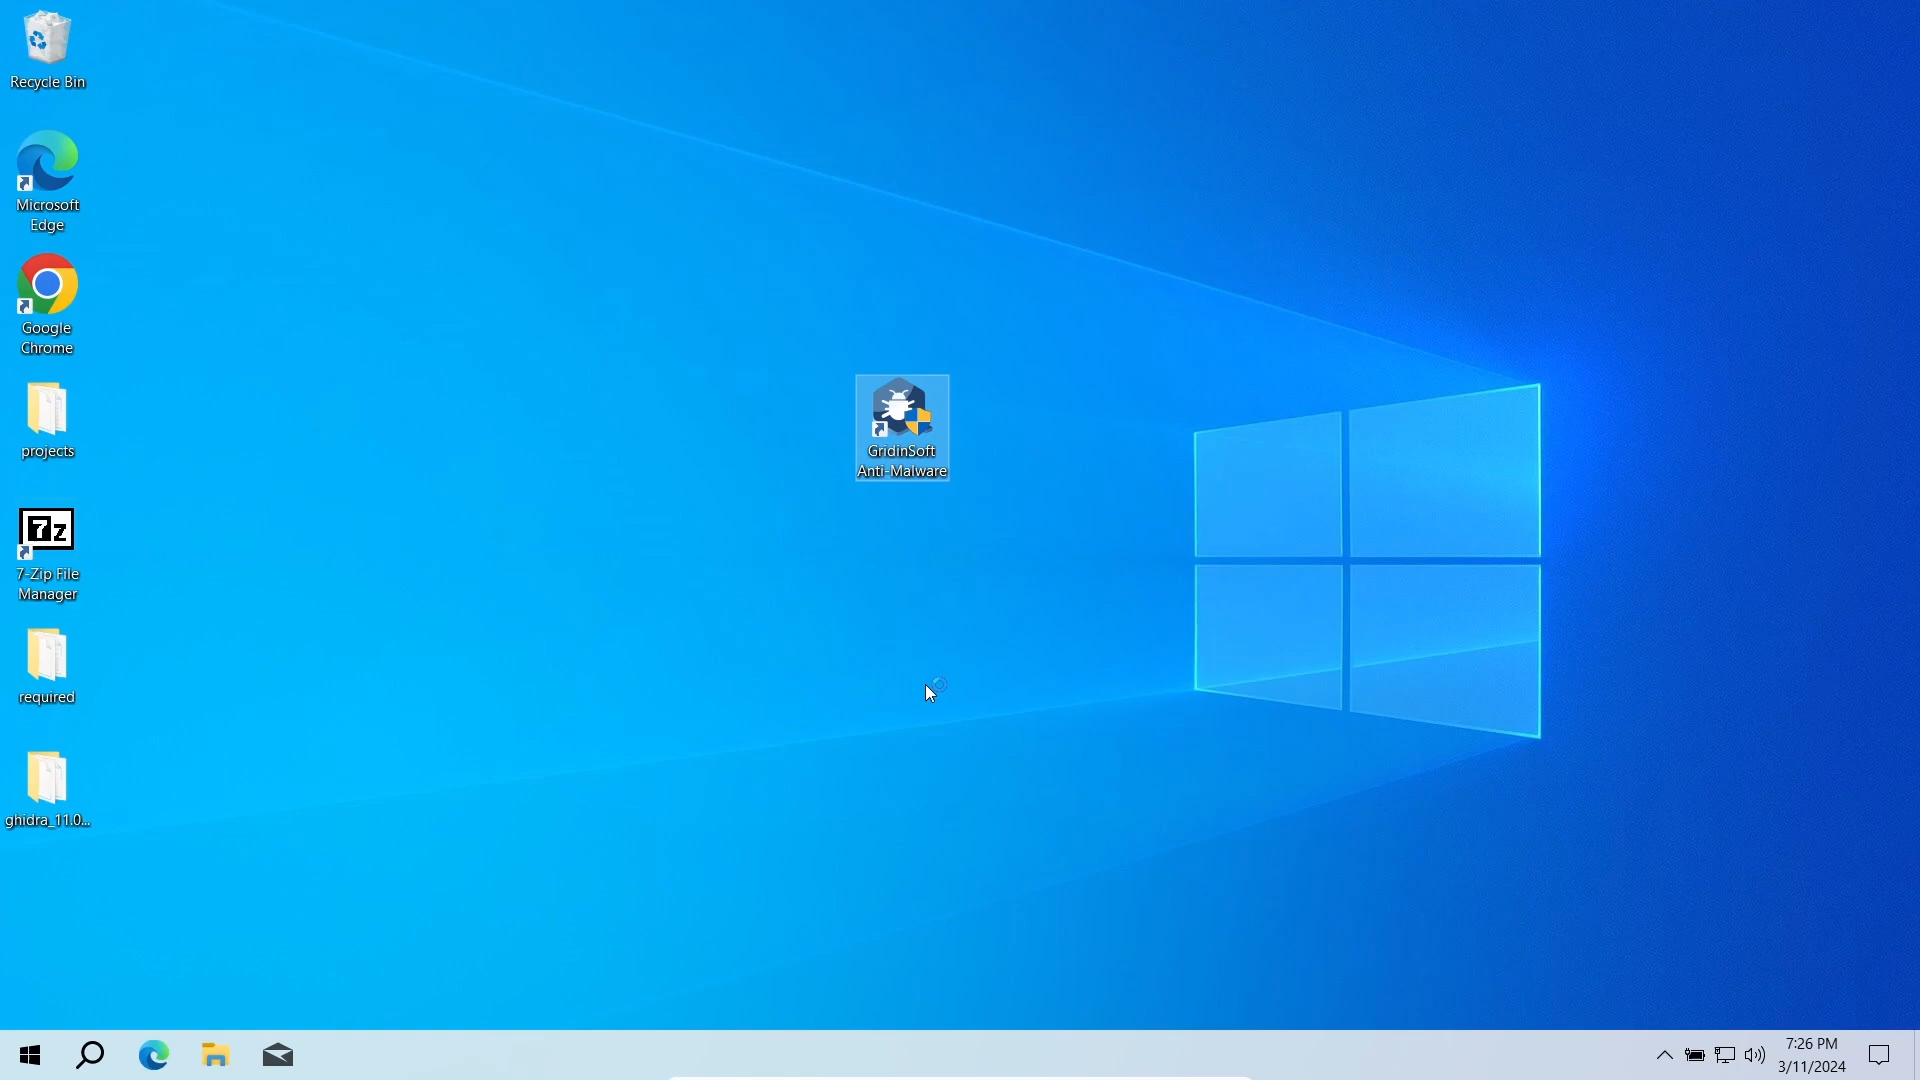 Recycle Bin
Microsoft
Edge
Google
Chrome
projects
7z
7-Zip File
Manager
required
ghidra_11.0...
GridinSoft
Anti-Malware
7:26 PM
3/11/2024